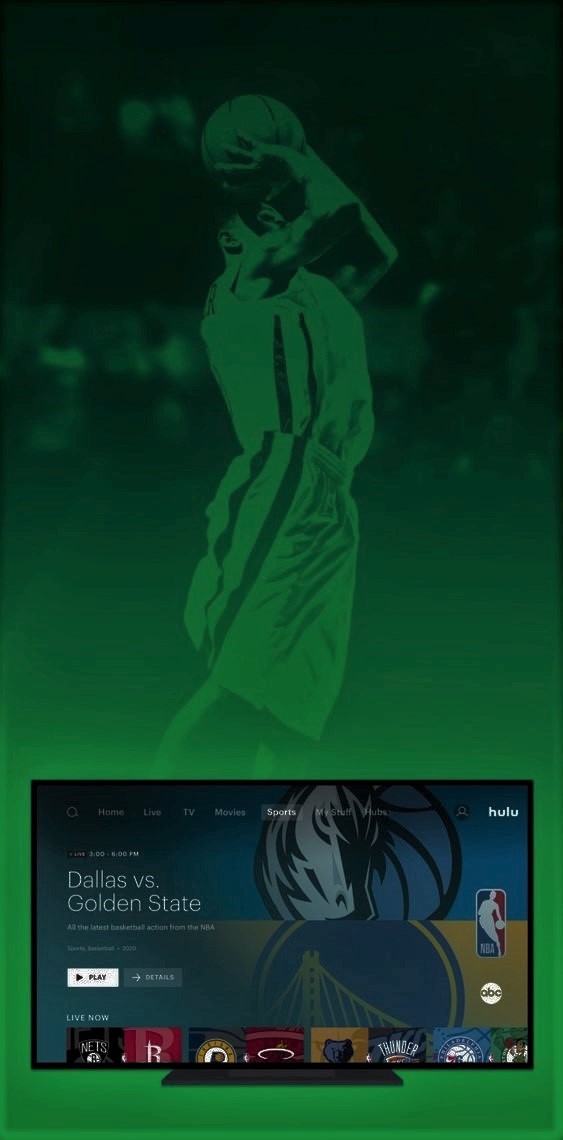 R
Home Live TV Movies Sports My Stuff Hubs hulu
LIVE 3:00 - 6:00 PM
Dallas vs.
Golden State
All the latest basketball action from the NBA
Sports, Basketball • 2020
NBA
PLAY DETAILS
abc
LIVE NOW
NETS R THUNDER
PHILADELPHIA